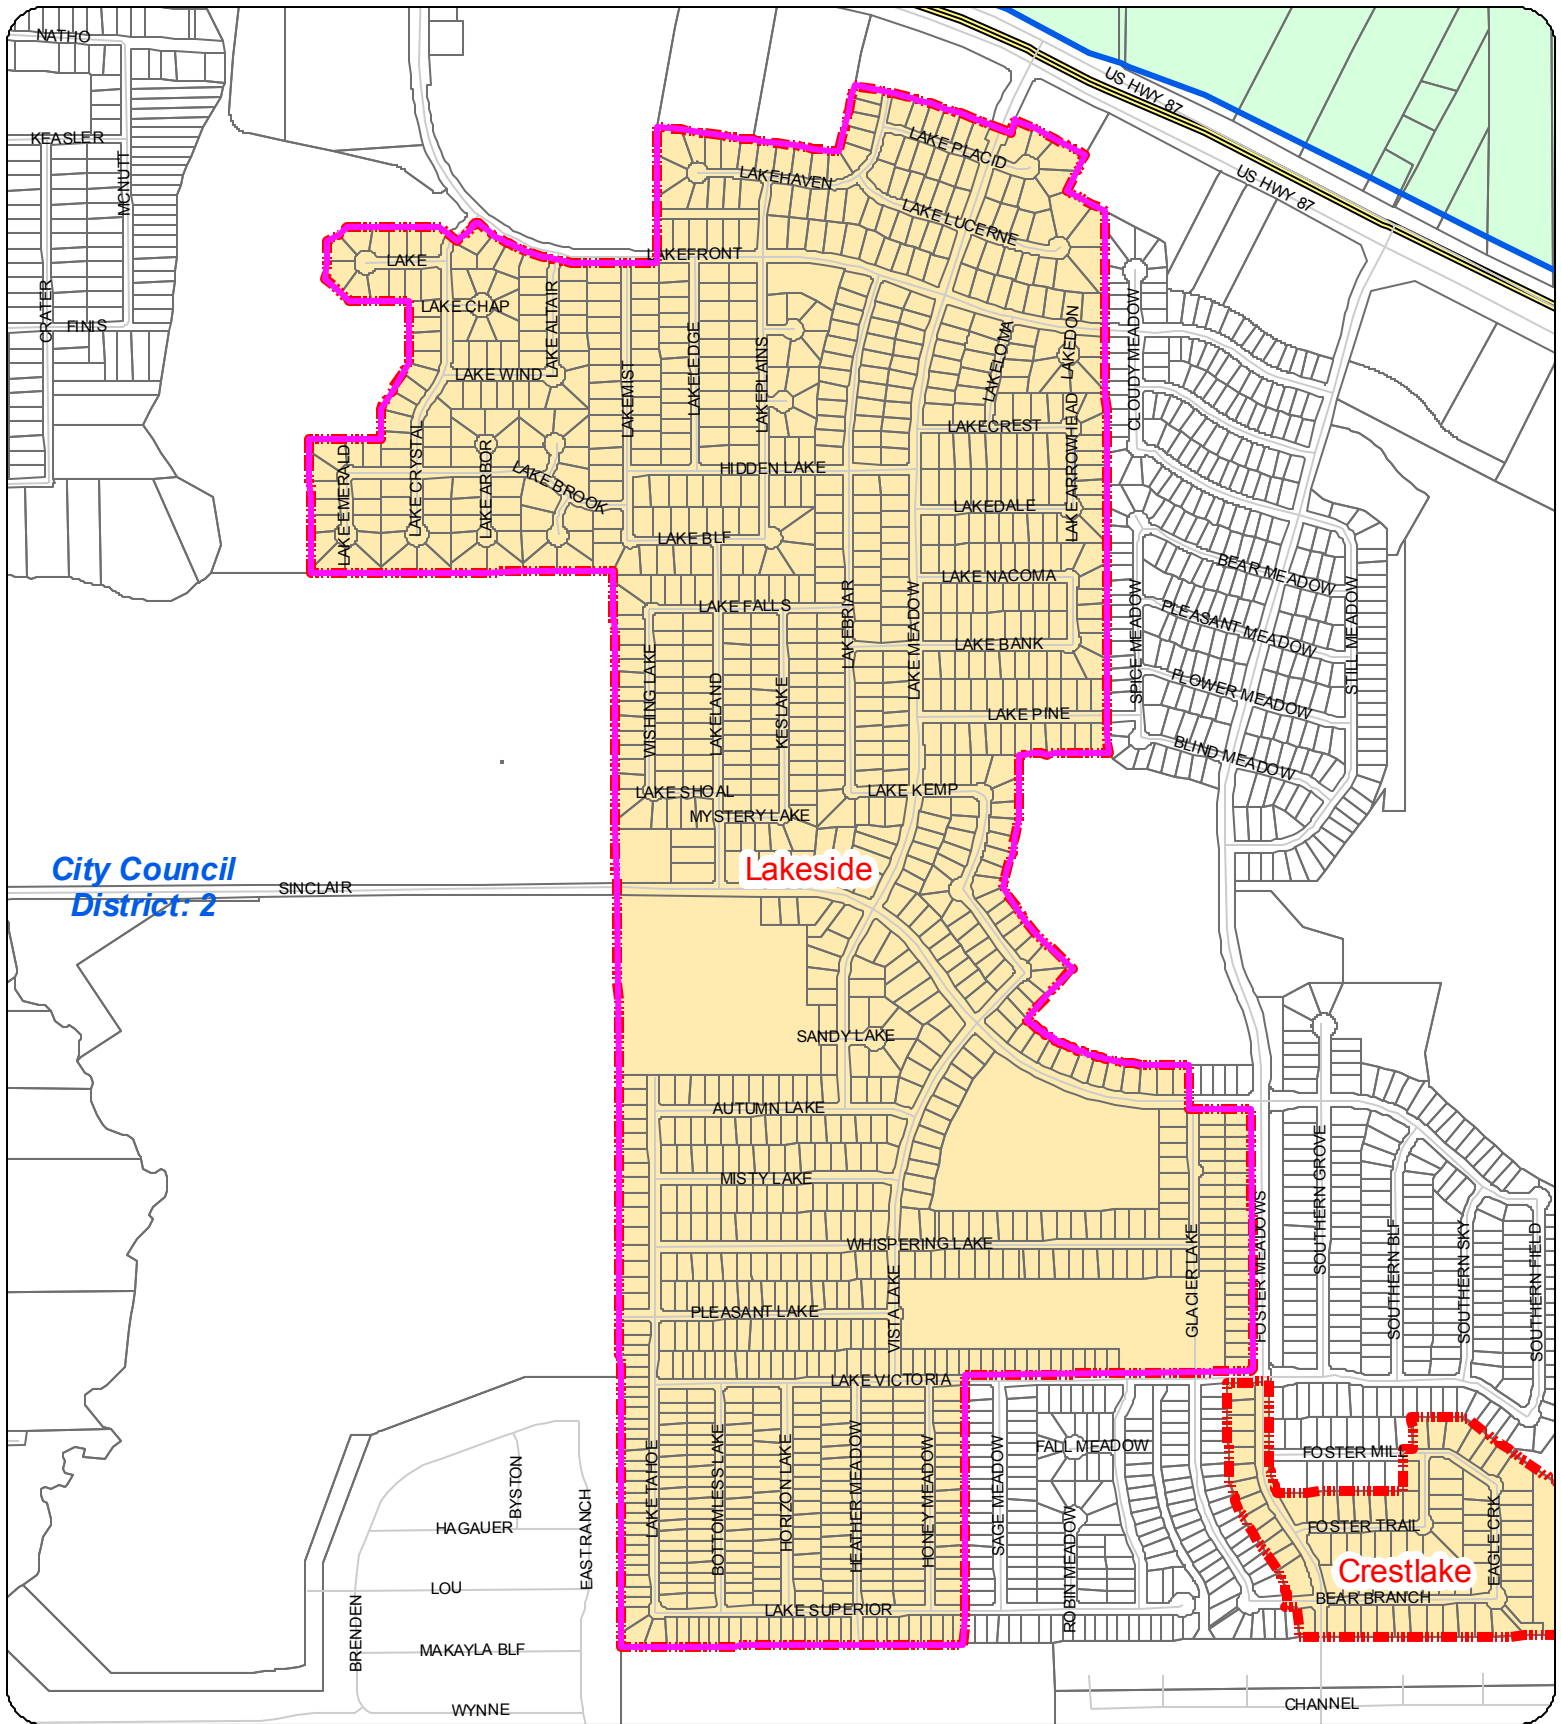 NATHO
KEASLER
MCNUTT
CRATER
FINIS
US HWY 87
US HWY 87
LAKE PLACID
LAKEHAVEN
LAKE LUCERNE
LAKEFRONT
LAKE
LAKE CHAP
LAKE ALTAIR
LAKE WIND
LAKEMIST
LAKELEDGE
LAKEPLAINS
LAKELOMA
LAKEDON
CLOUDY MEADOW
LAKECREST
LAKE ARROWHEAD
LAKE EMERALD
LAKE CRYSTAL
LAKE ARBOR
LAKE BROOK
HIDDEN LAKE
LAKEDALE
LAKE BLF
LAKE NACOMA
LAKE FALLS
LAKEBRIAR
LAKE MEADOW
LAKE BANK
BEAR MEADOW
PLEASANT MEADOW
SPICE MEADOW
STILL MEADOW
FLOWER MEADOW
BLIND MEADOW
WISHING LAKE
LAKELAND
KESLAKE
LAKE PINE
LAKE SHOAL
MYSTERY LAKE
LAKE KEMP
Lakeside
City Council
District: 2
SINCLAIR
SANDY LAKE
AUTUMN LAKE
MISTY LAKE
WHISPERING LAKE
PLEASANT LAKE
VISTA LAKE
GLACIER LAKE
FOSTER MEADOWS
SOUTHERN GROVE
SOUTHERN BLF
SOUTHERN SKY
SOUTHERN FIELD
LAKE VICTORIA
LAKE TAHOE
BOTTOMLESS LAKE
HORIZON LAKE
HEATHER MEADOW
HONEY MEADOW
SAGE MEADOW
FALL MEADOW
ROBIN MEADOW
LAKE SUPERIOR
FOSTER MILL
FOSTER TRAIL
EAGLE CRK
Crestlake
BEAR BRANCH
BYSTON
HAGAUER
EAST RANCH
LOU
BRENDEN
MAKAYLA BLF
WYNNE
CHANNEL